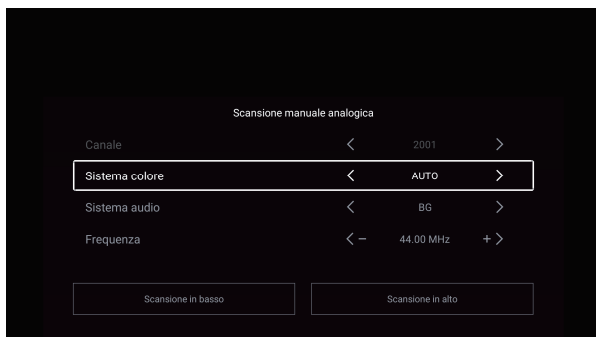 Scansione manuale analogica
Canale < 2001 >
Sistema colore < AUTO >
Sistema audio < BG >
Frequenza < − 44.00 MHz + >
Scansione in basso Scansione in alto